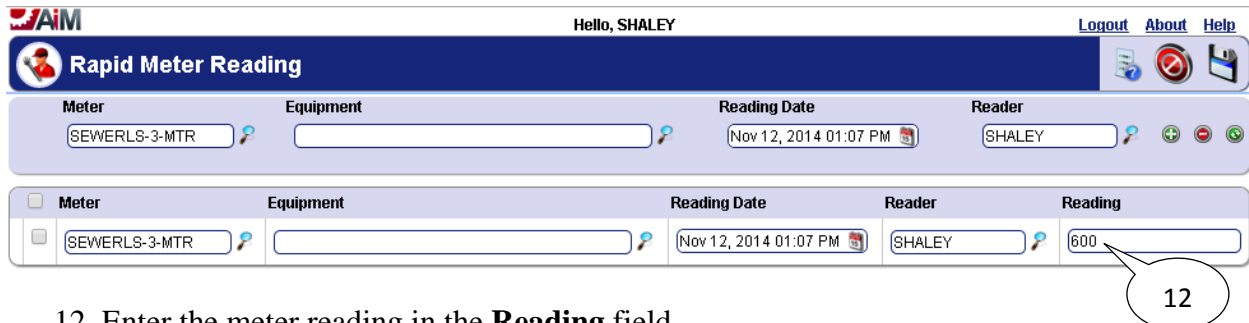 AiM Hello, SHALEY Logout About Help
Rapid Meter Reading
Meter Equipment Reading Date Reader
SEWERLS-3-MTR Nov 12, 2014 01:07 PM SHALEY
Meter Equipment Reading Date Reader Reading
SEWERLS-3-MTR Nov 12, 2014 01:07 PM SHALEY 600
12
12. Enter the meter reading in the Reading field